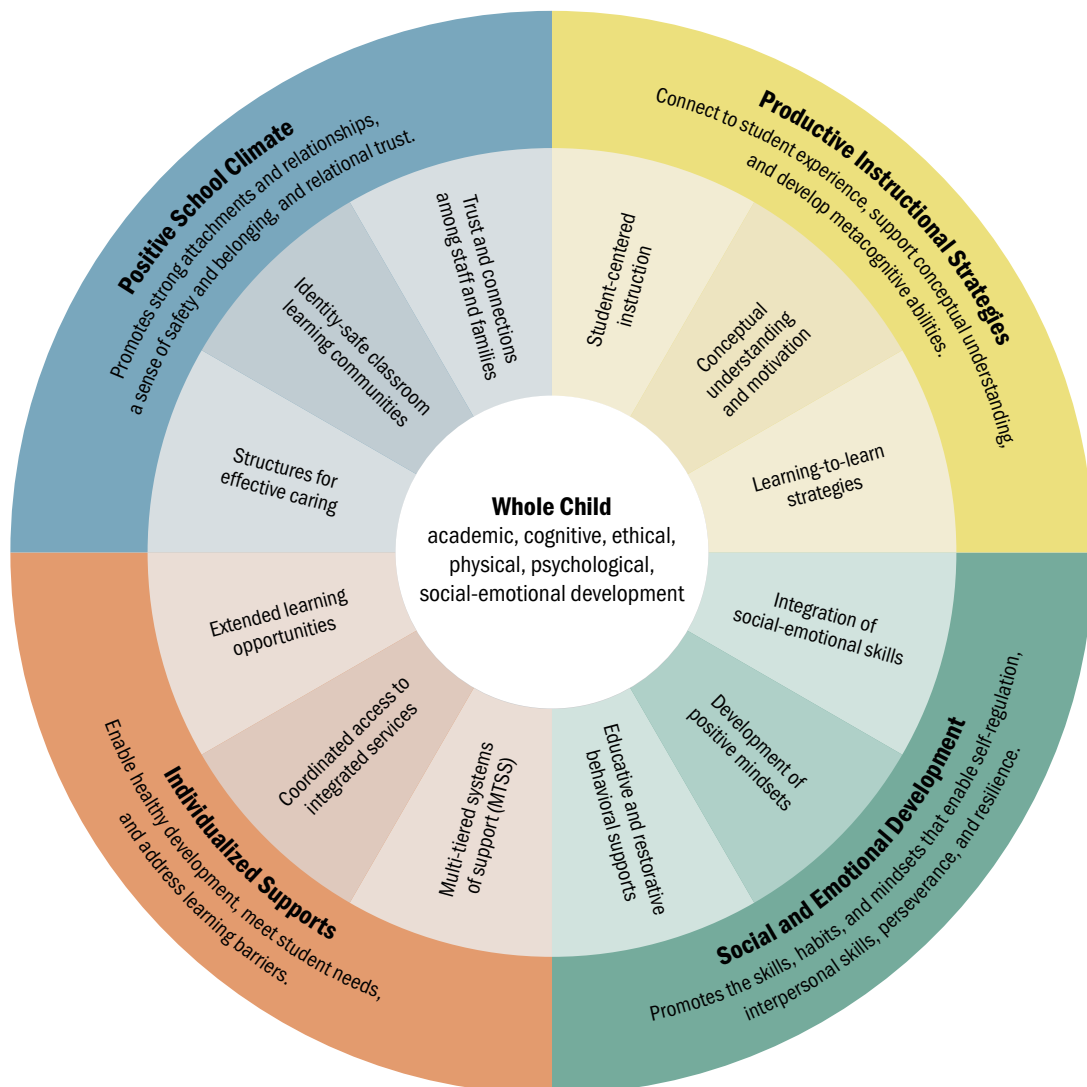 Positive School Climate
Promotes strong attachments and relationships,
a sense of safety and belonging, and relational trust.
Productive Instructional Strategies
Connect to student experience, support conceptual understanding,
and develop metacognitive abilities.
Trust and connections
among staff and families
Identity-safe classroom
learning communities
Structures for
effective caring
Student-centered
instruction
Conceptual
understanding
and motivation
Learning-to-learn
strategies
Whole Child
academic, cognitive, ethical,
physical, psychological,
social-emotional development
Extended learning
opportunities
Coordinated access to
integrated services
Multi-tiered systems
of support (MTSS)
Integration of
social-emotional skills
Development of
positive mindsets
Educative and restorative
behavioral supports
Individualized Supports
Enable healthy development, meet student needs,
and address learning barriers.
Social and Emotional Development
Promotes the skills, habits, and mindsets that enable self-regulation,
interpersonal skills, perseverance, and resilience.